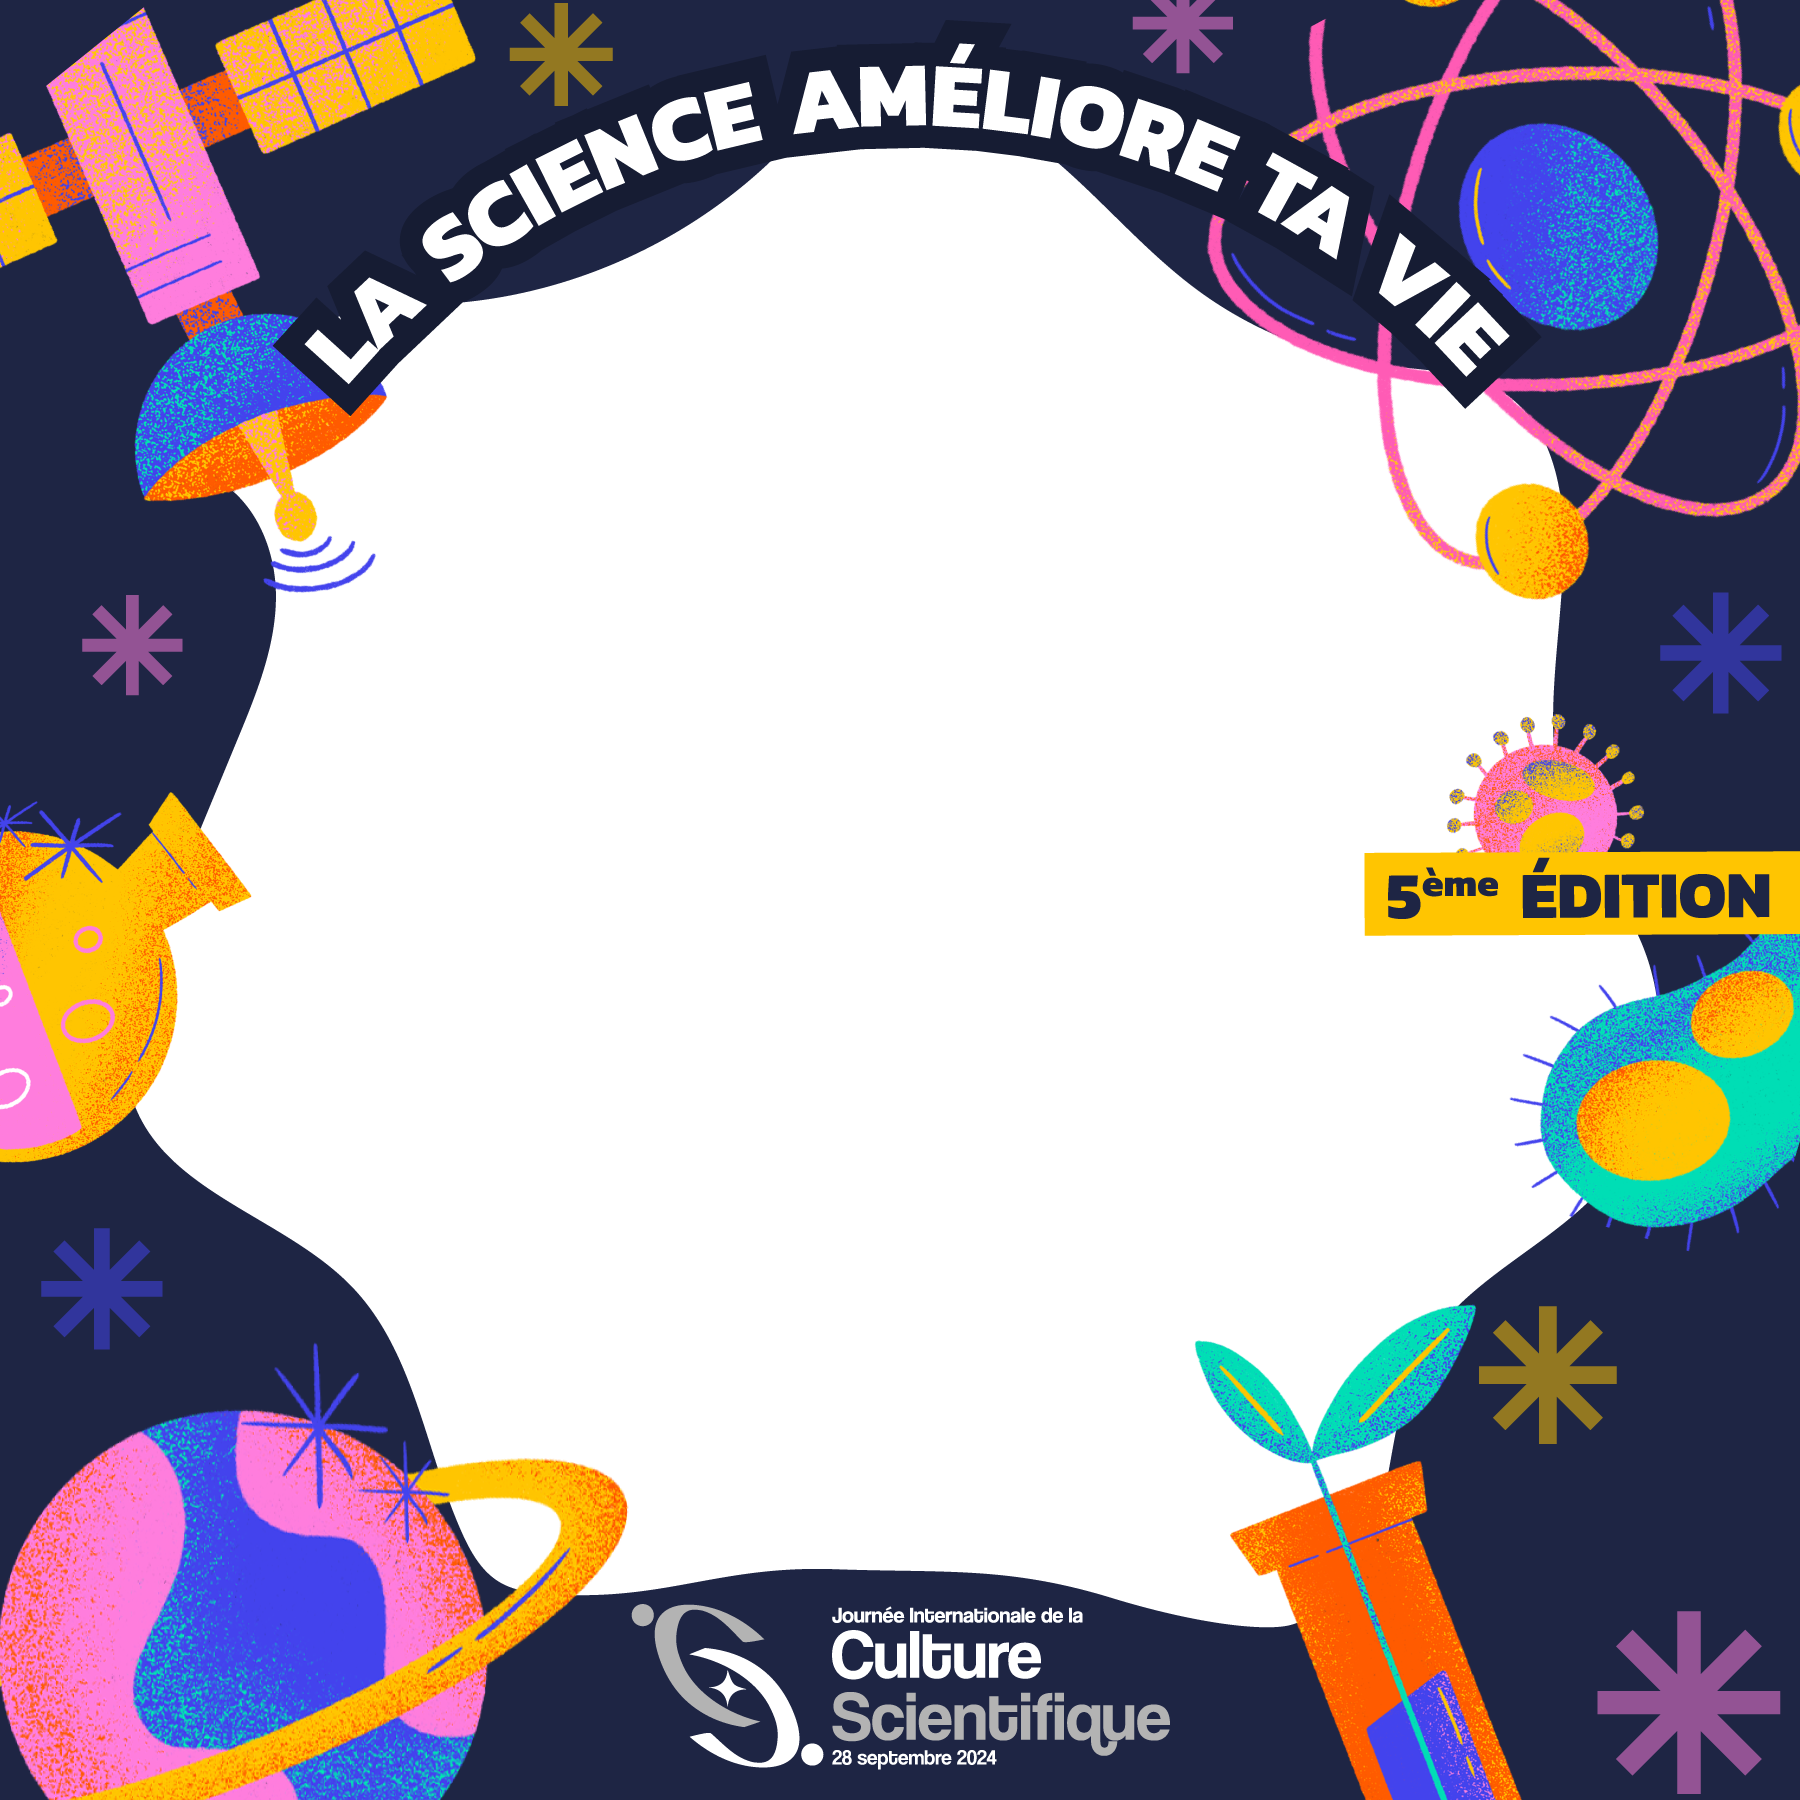 LA SCIENCE AMÉLIORE TA VIE
5ème ÉDITION
Journée Internationale de la
Culture
Scientifique
28 septembre 2024